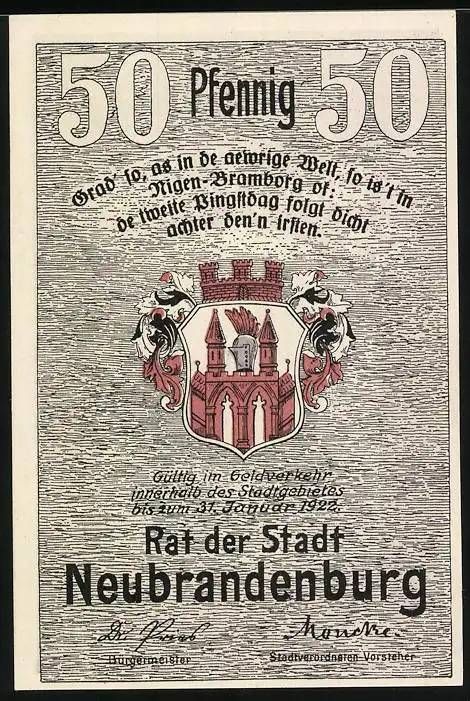 50 Pfennig 50
Grad' so, as in de aewrige Welt, so is't in
Nigen-Bramborg ok:
de tweite Pingstdag folgt dicht
achter den'n irsten.
Gültig im Geldverkehr
innerhalb des Stadtgebietes
bis zum 31. Januar 1922.
Rat der Stadt
Neubrandenburg
Bürgermeister
Stadtverordneten-Vorsteher